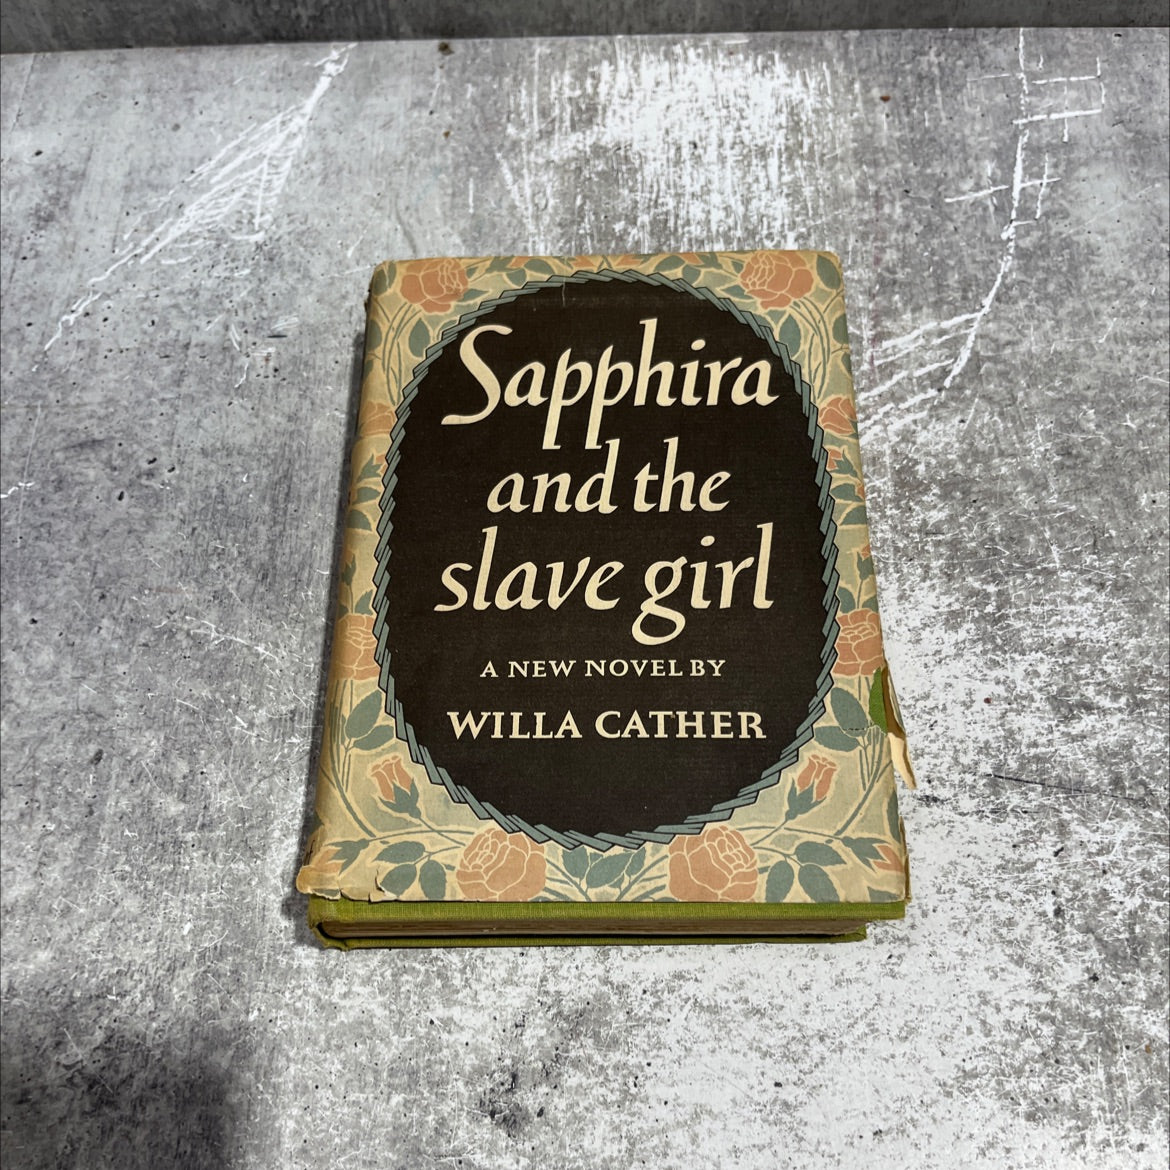 Sapphira
and the
slave girl
A NEW NOVEL BY
WILLA CATHER